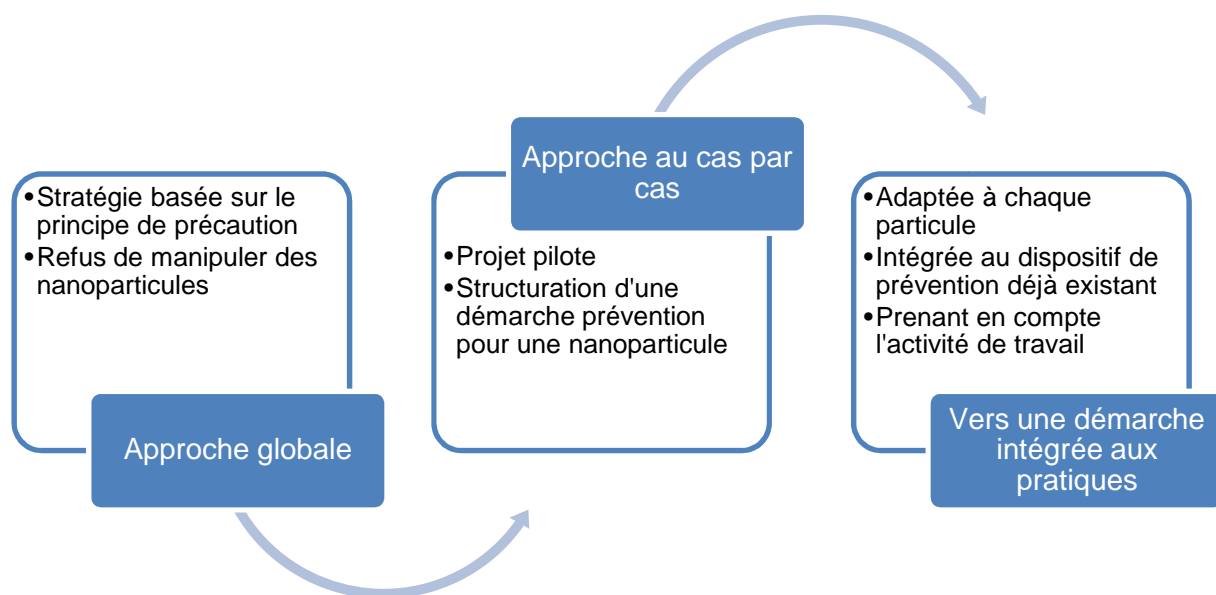 •Stratégie basée sur le
principe de précaution
•Refus de manipuler des
nanoparticules
Approche globale
Approche au cas par
cas
•Projet pilote
•Structuration d'une
démarche prévention
pour une nanoparticule
•Adaptée à chaque
particule
•Intégrée au dispositif de
prévention déjà existant
•Prenant en compte
l'activité de travail
Vers une démarche
intégrée aux
pratiques